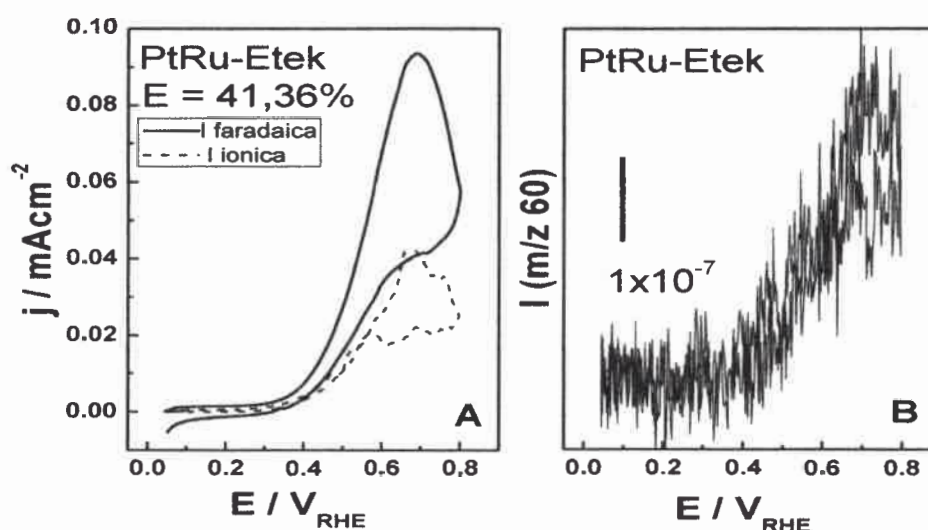 PtRu-Etek
E = 41,36%
I faradaica
I ionica
j / mAcm-2
0.10
0.08
0.06
0.04
0.02
0.00
0.0 0.2 0.4 0.6 0.8
E / VRHE
A
PtRu-Etek
I (m/z 60)
1x10-7
0.0 0.2 0.4 0.6 0.8
E / VRHE
B